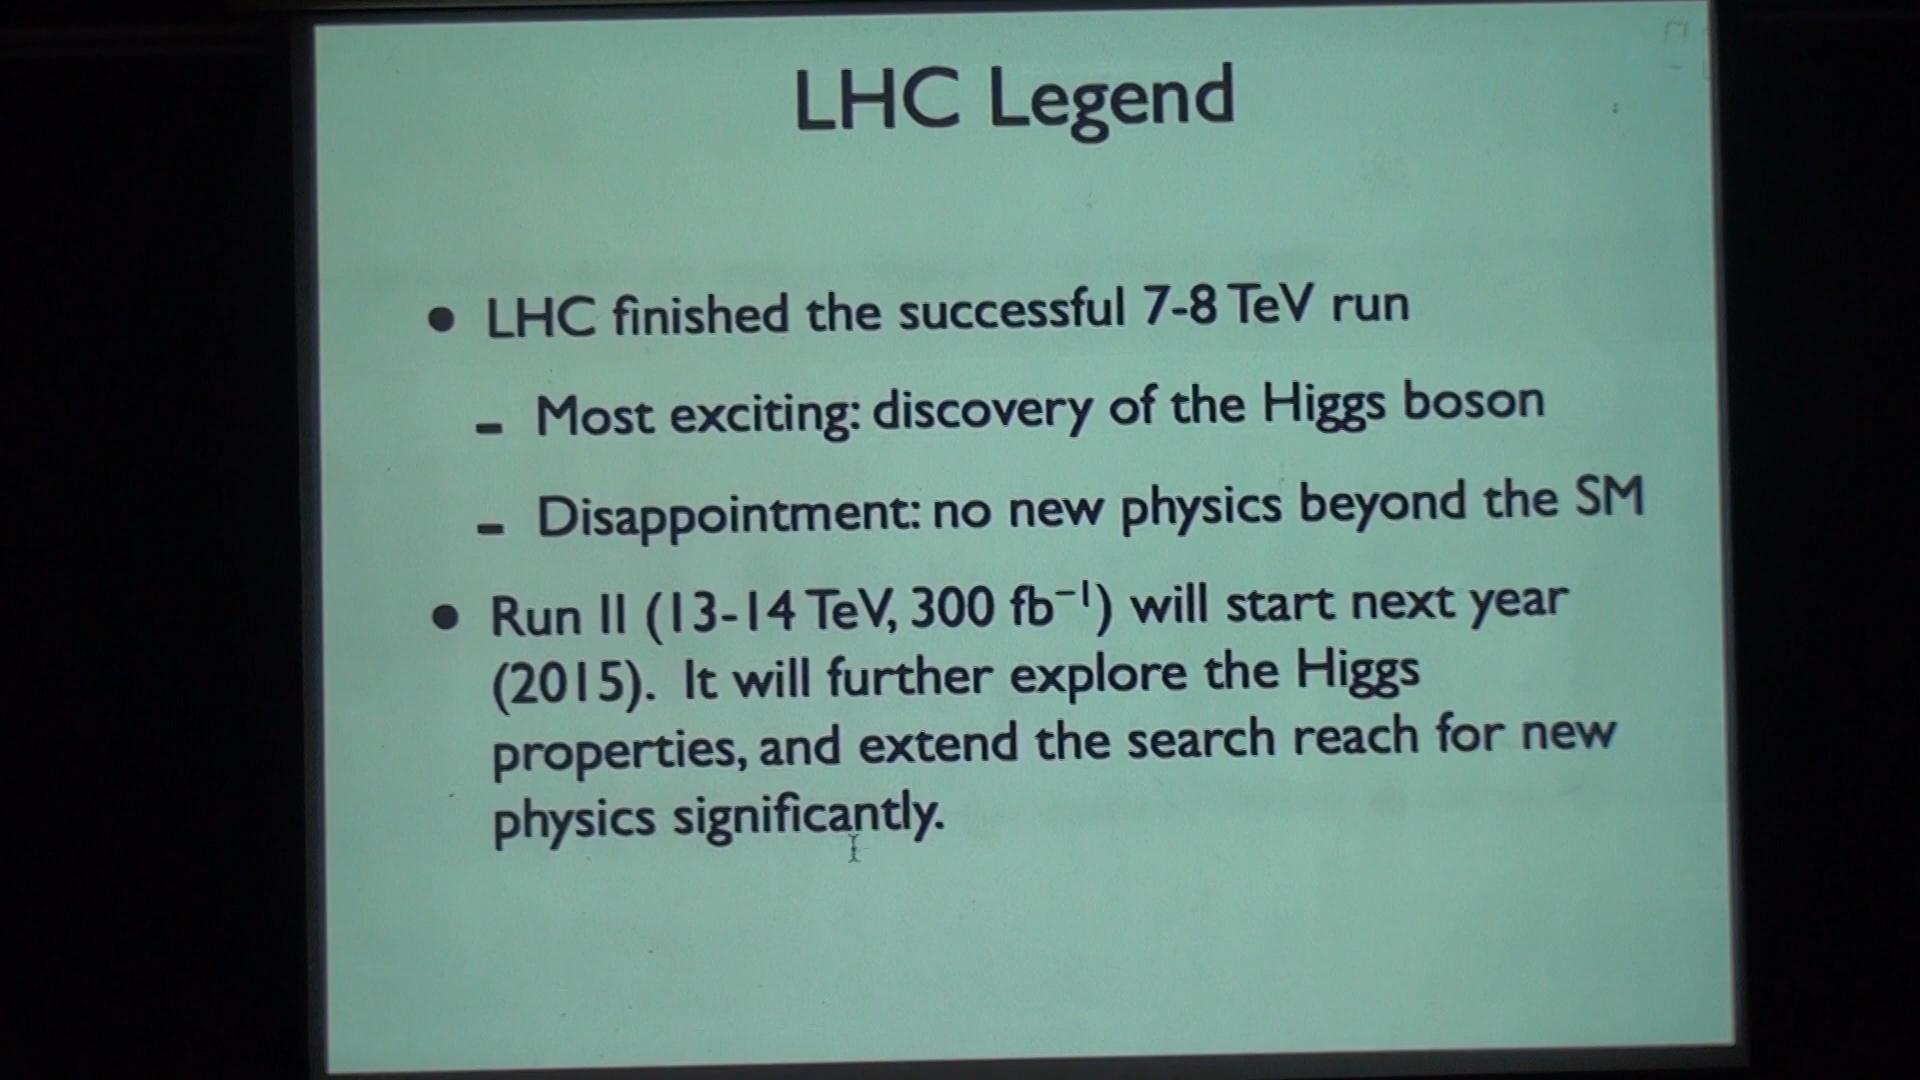 LHC Legend
• LHC finished the successful 7-8 TeV run
– Most exciting: discovery of the Higgs boson
– Disappointment: no new physics beyond the SM
• Run II (13-14 TeV, 300 fb⁻¹) will start next year
(2015). It will further explore the Higgs
properties, and extend the search reach for new
physics significantly.